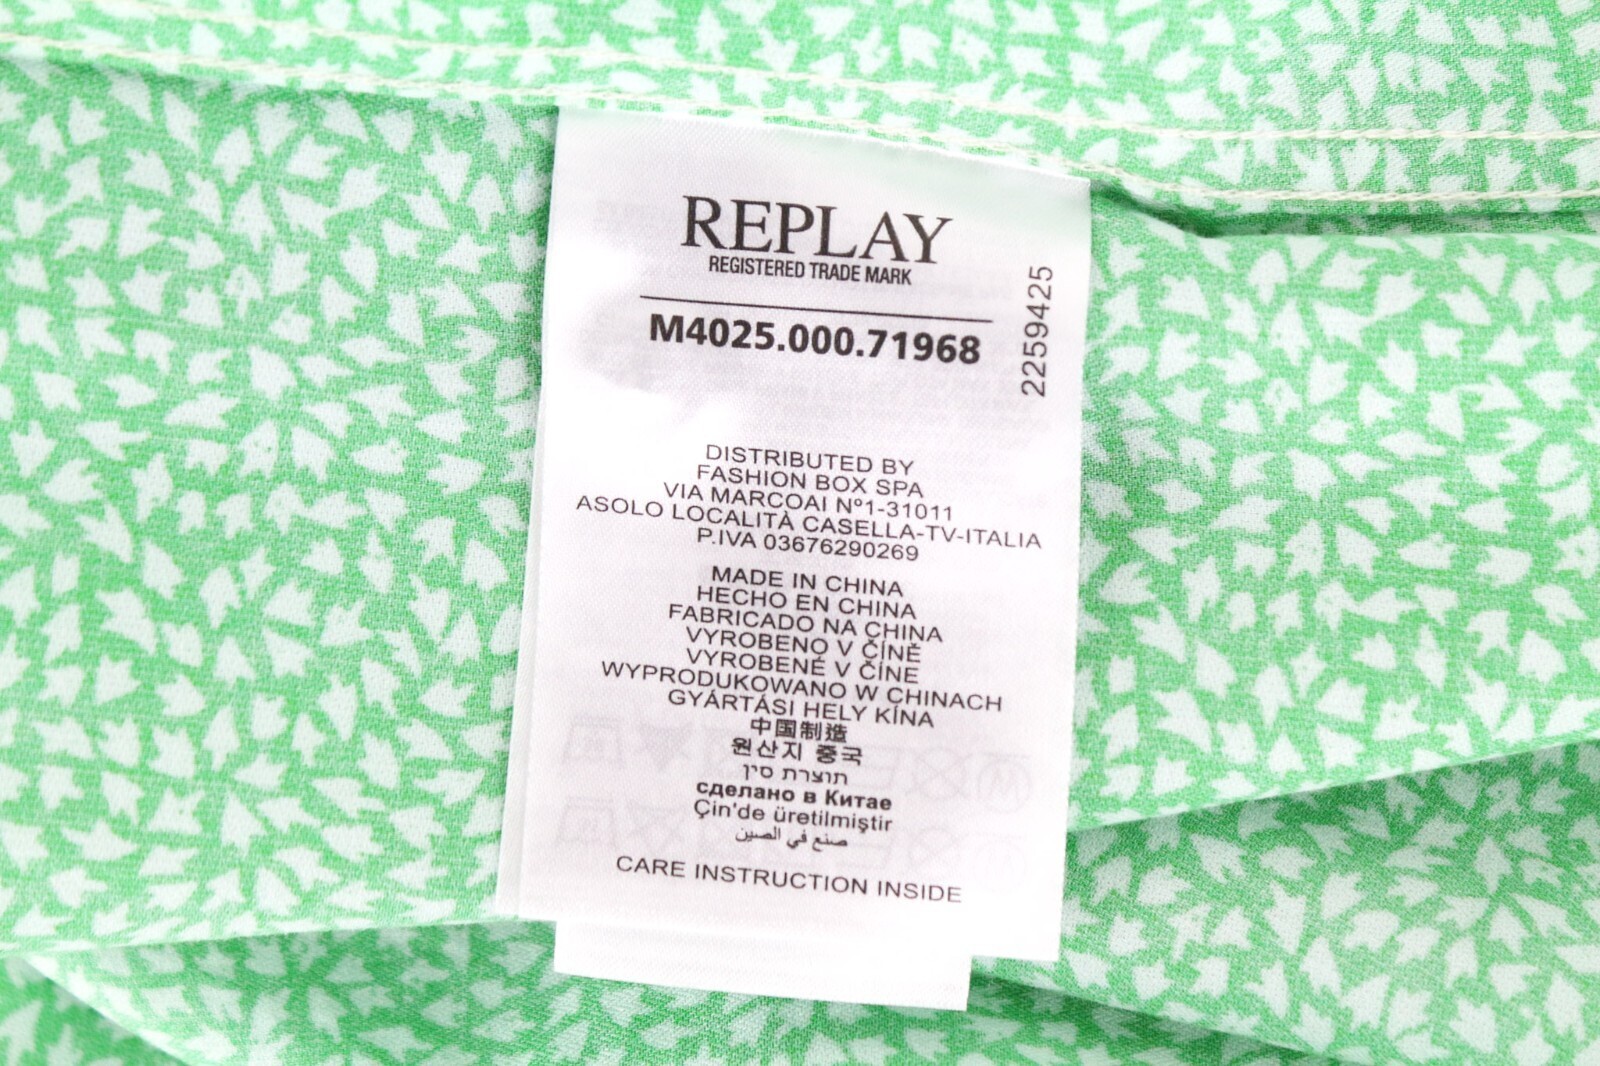 REPLAY
REGISTERED TRADE MARK
M4025.000.71968
2259425
DISTRIBUTED BY
FASHION BOX SPA
VIA MARCOAI Nº1-31011
ASOLO LOCALITÀ CASELLA-TV-ITALIA
P.IVA 03676290269
MADE IN CHINA
HECHO EN CHINA
FABRICADO NA CHINA
VYROBENO V ČÍNĚ
VYROBENÉ V ČÍNE
WYPRODUKOWANO W CHINACH
GYÁRTÁSI HELY KÍNA
中国制造
원산지 중국
תוצרת סין
сделано в Китае
Çin'de üretilmiştir
صنع في الصين
CARE INSTRUCTION INSIDE